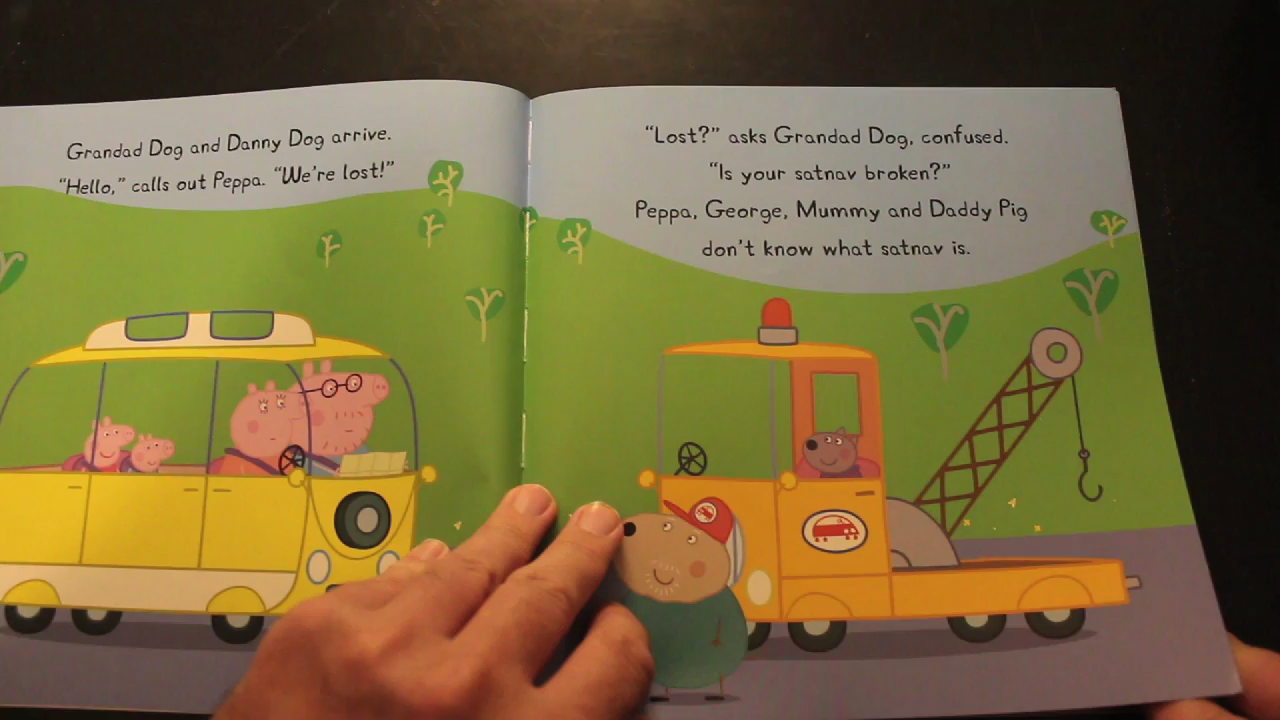 Grandad Dog and Danny Dog arrive.
“Hello,” calls out Peppa. “We’re lost!”
“Lost?” asks Grandad Dog, confused.
“Is your satnav broken?”
Peppa, George, Mummy and Daddy Pig
don’t know what satnav is.